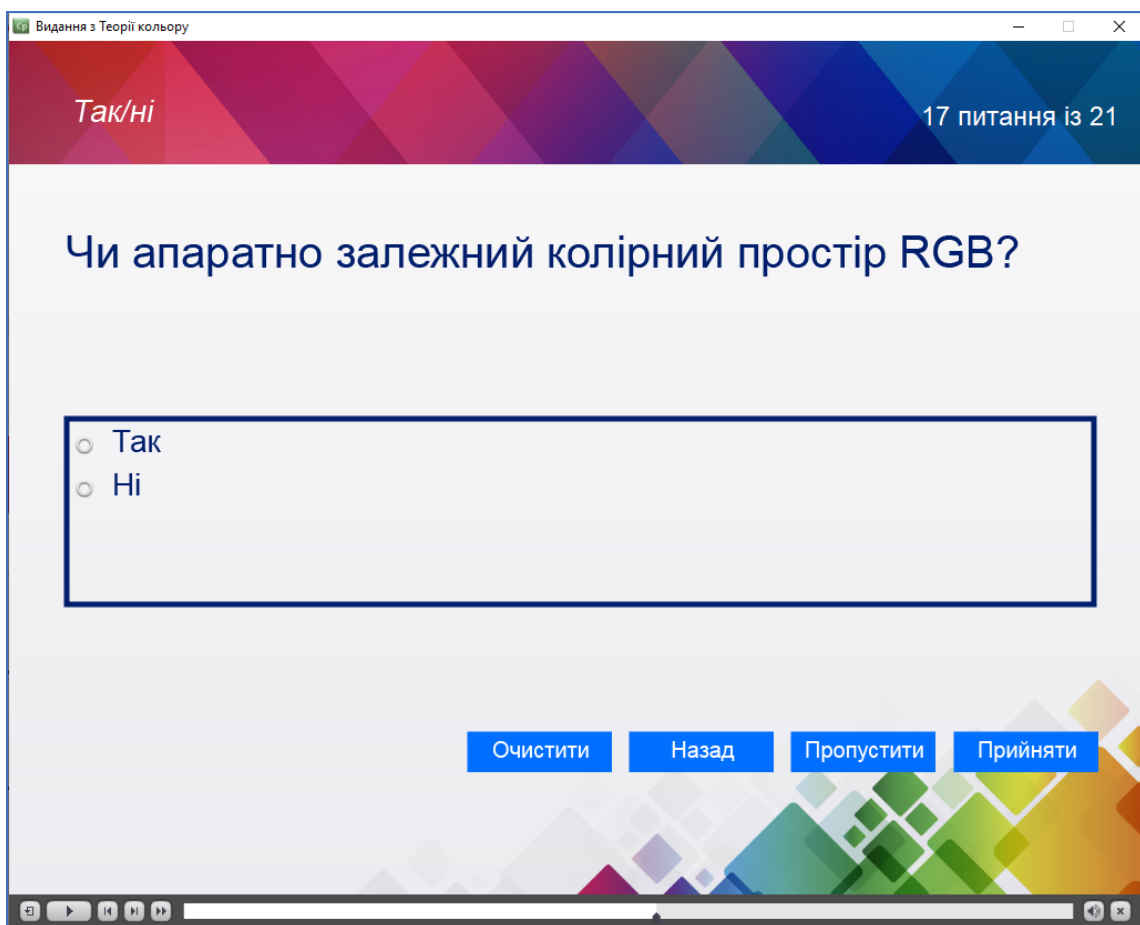 Видання з Теорії кольору
Так/ні
17 питання із 21
Чи апаратно залежний колірний простір RGB?
Так
Ні
Очистити
Назад
Пропустити
Прийняти